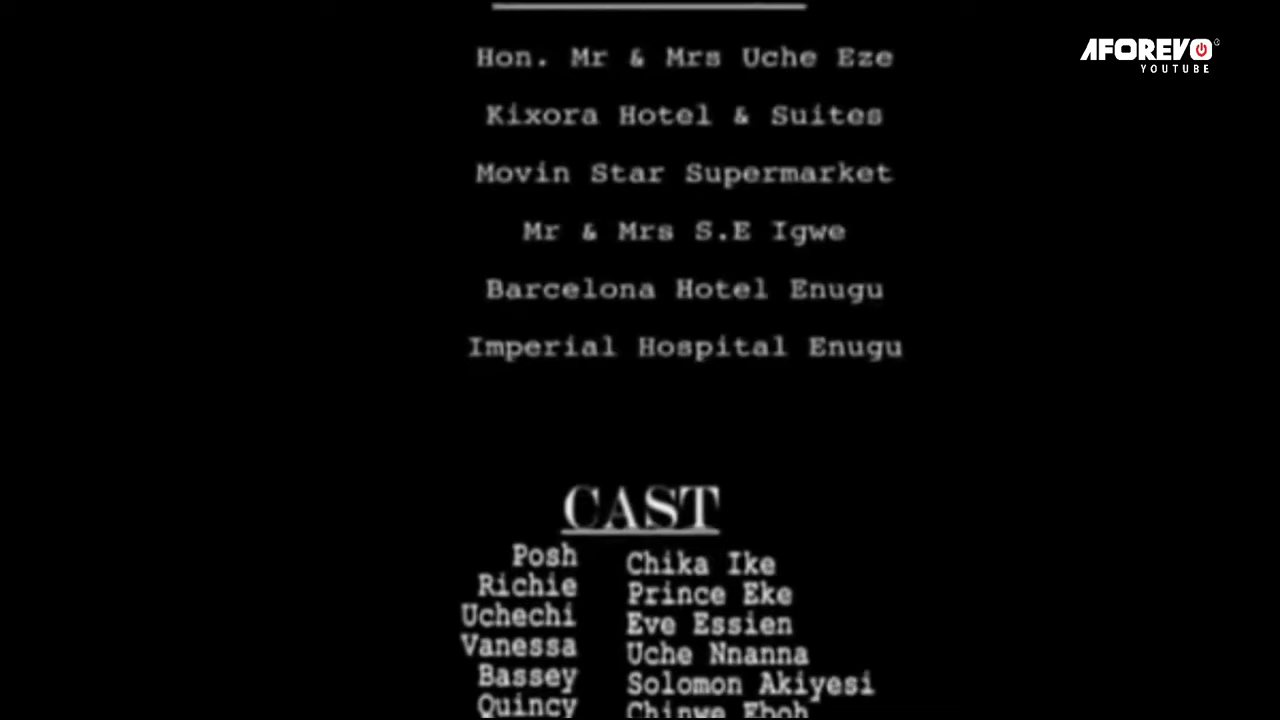 AFOREVO
YOUTUBE
Hon. Mr & Mrs Uche Eze
Kixora Hotel & Suites
Movin Star Supermarket
Mr & Mrs S.E Igwe
Barcelona Hotel Enugu
Imperial Hospital Enugu
CAST
Posh Chika Ike
Richie Prince Eke
Uchechi Eve Essien
Vanessa Uche Nnanna
Bassey Solomon Akiyesi
Quincy Chinwe Eboh